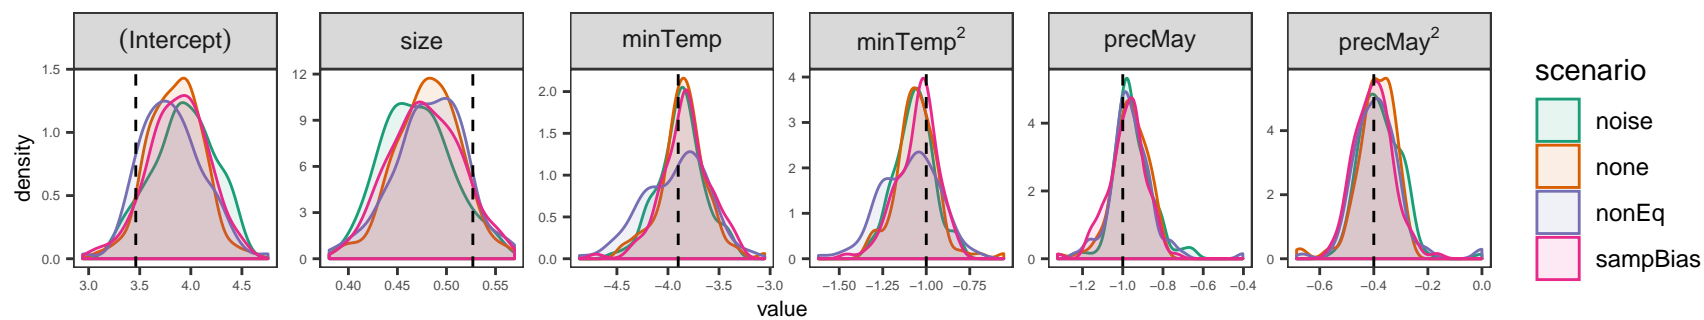 (Intercept) size minTemp minTemp² precMay precMay²
density
1.5 1.0 0.5 0.0
3.0 3.5 4.0 4.5
12 9 6 3 0
0.40 0.45 0.50 0.55
2.0 1.5 1.0 0.5 0.0
−4.5 −4.0 −3.5 −3.0
4 3 2 1 0
−1.50 −1.25 −1.00 −0.75
4 2 0
−1.2 −1.0 −0.8 −0.6 −0.4
4 2 0
−0.6 −0.4 −0.2 0.0
value
scenario
noise
none
nonEq
sampBias